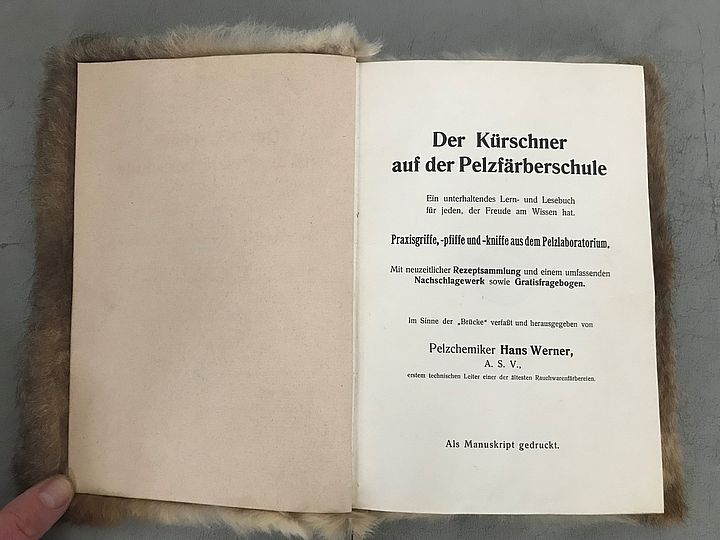 Der Kürschner
auf der Pelzfärberschule
Ein unterhaltendes Lern- und Lesebuch
für jeden, der Freude am Wissen hat.
Praxisgriffe, -pfiffe und -kniffe aus dem Pelzlaboratorium.
Mit neuzeitlicher Rezeptsammlung und einem umfassenden
Nachschlagewerk sowie Gratisfragebogen.
Im Sinne der „Brücke“ verfaßt und herausgegeben von
Pelzchemiker Hans Werner,
A. S. V.,
erstem technischen Leiter einer der ältesten Rauchwarenfärbereien.
Als Manuskript gedruckt.